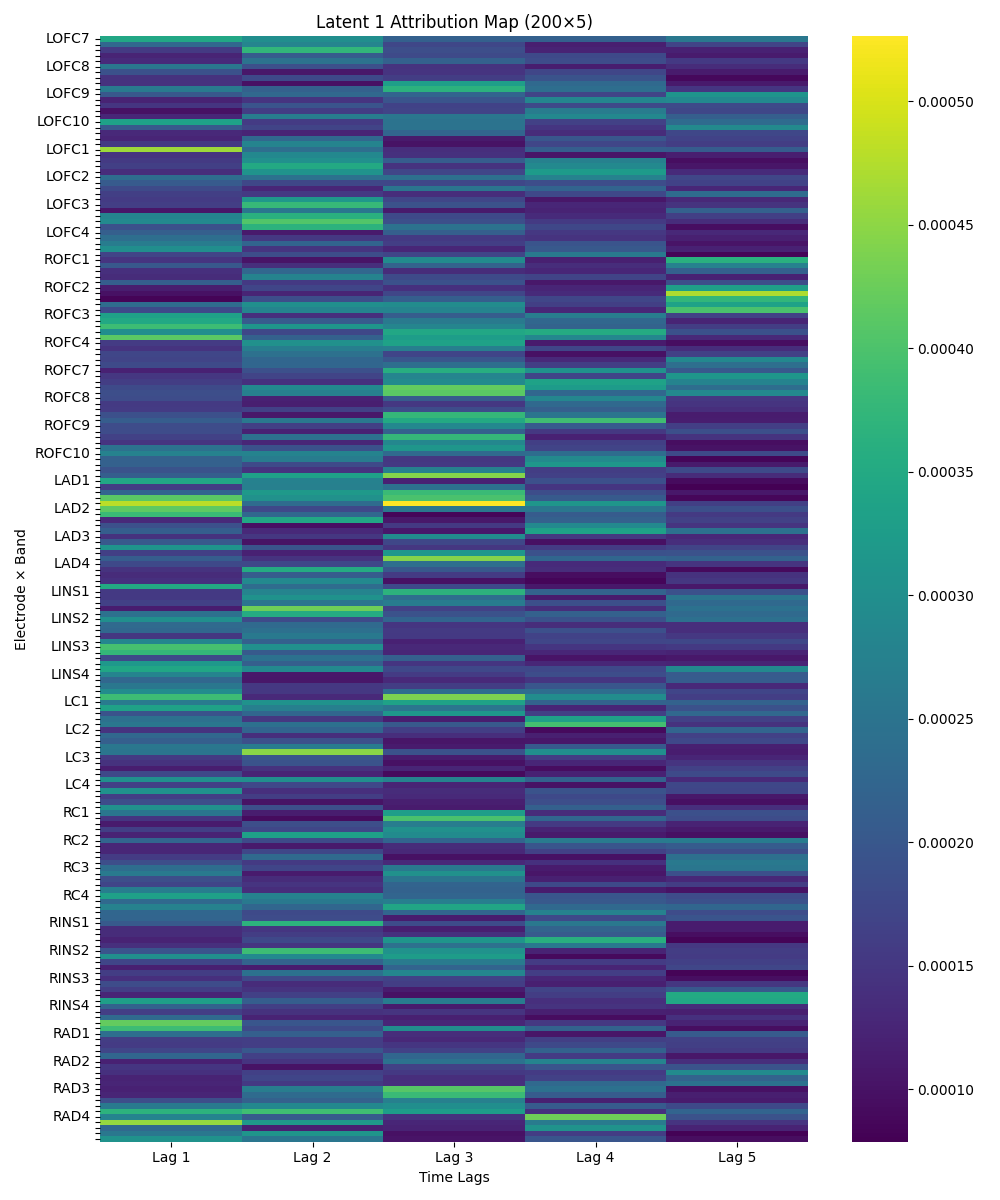 Latent 1 Attribution Map (200×5)
LOFC7
LOFC8
LOFC9
LOFC10
LOFC1
LOFC2
LOFC3
LOFC4
ROFC1
ROFC2
ROFC3
ROFC4
ROFC7
ROFC8
ROFC9
ROFC10
LAD1
LAD2
LAD3
LAD4
LINS1
LINS2
LINS3
LINS4
LC1
LC2
LC3
LC4
RC1
RC2
RC3
RC4
RINS1
RINS2
RINS3
RINS4
RAD1
RAD2
RAD3
RAD4
Electrode × Band
Lag 1 Lag 2 Lag 3 Lag 4 Lag 5
Time Lags
0.00050
0.00045
0.00040
0.00035
0.00030
0.00025
0.00020
0.00015
0.00010